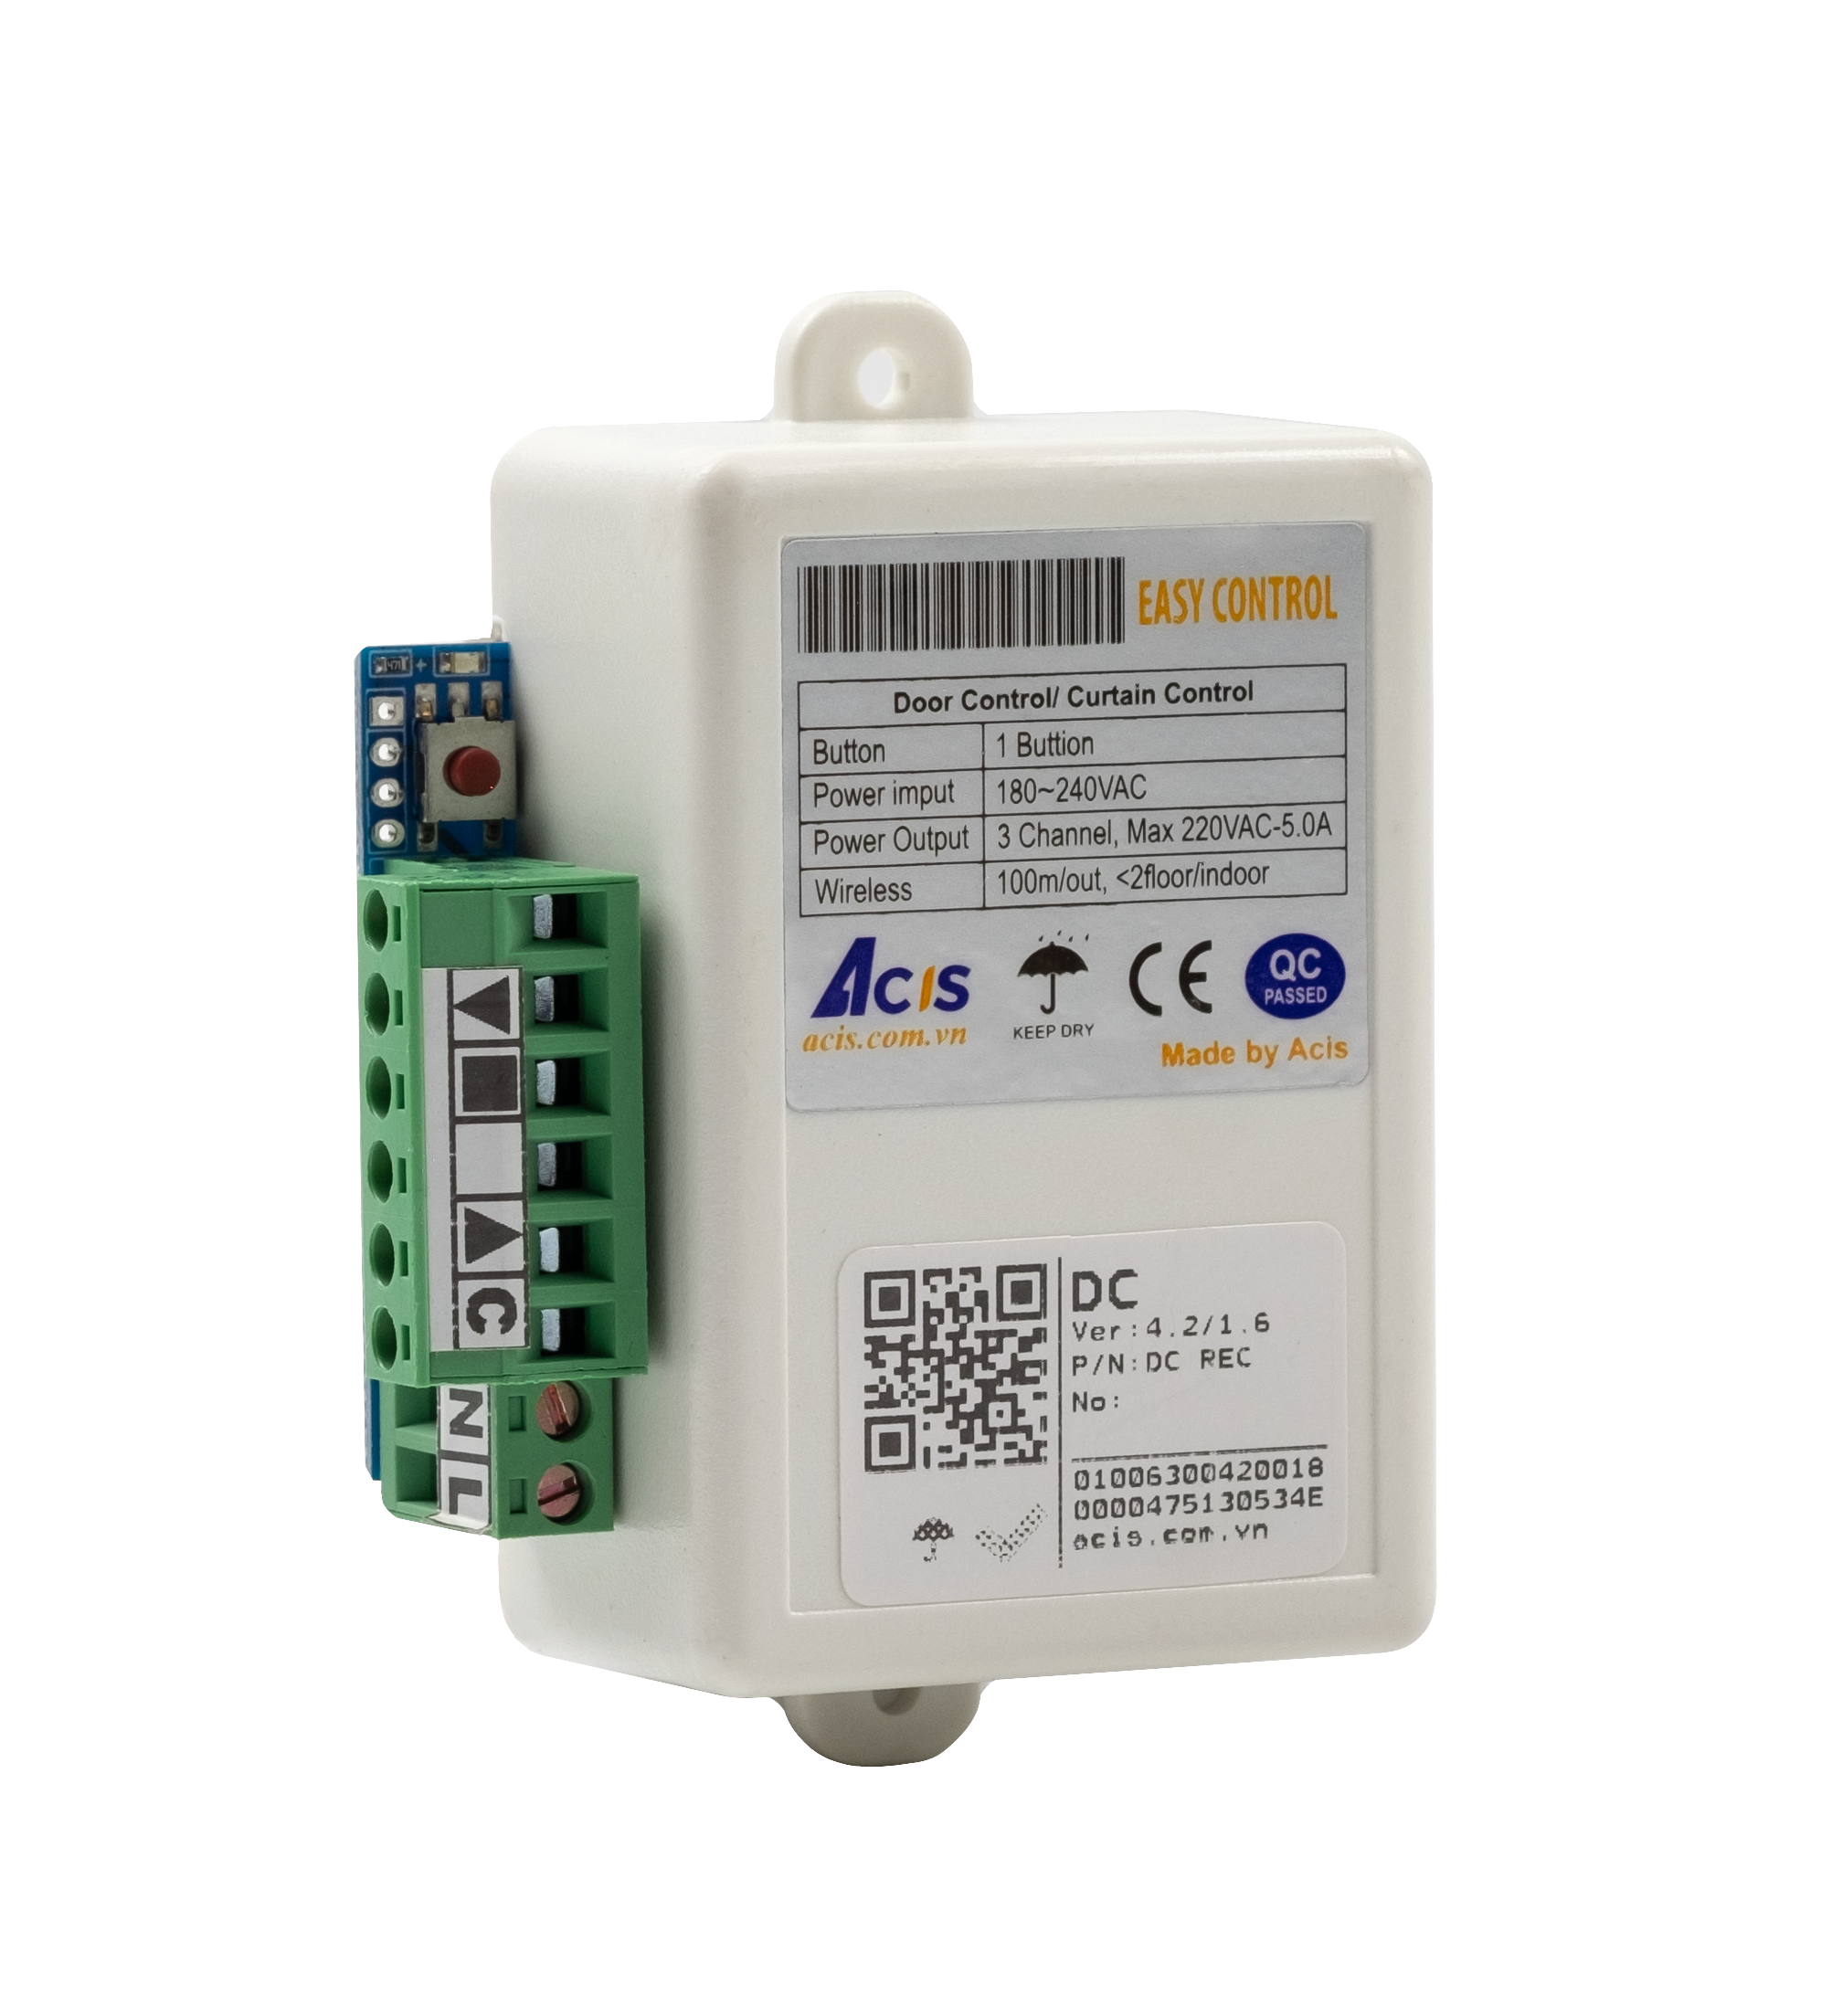 EASY CONTROL
Door Control/ Curtain Control
Button 1 Buttion
Power imput 180~240VAC
Power Output 3 Channel, Max 220VAC-5.0A
Wireless 100m/out, <2floor/indoor
Acis
acis.com.vn
KEEP DRY
CE
QC
PASSED
Made by Acis
471
C
N
L
DC
Ver:4.2/1.6
P/N:DC REC
No:
01006300420018
0000475130534E
acis.com.vn